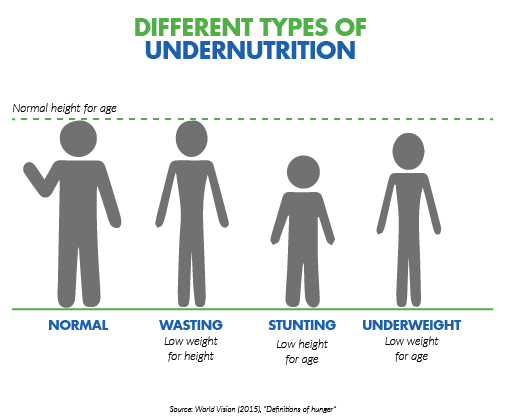 DIFFERENT TYPES OF
UNDERNUTRITION
Normal height for age
NORMAL
WASTING
Low weight
for height
STUNTING
Low height
for age
UNDERWEIGHT
Low weight
for age
Source: World Vision (2015), "Definitions of hunger"